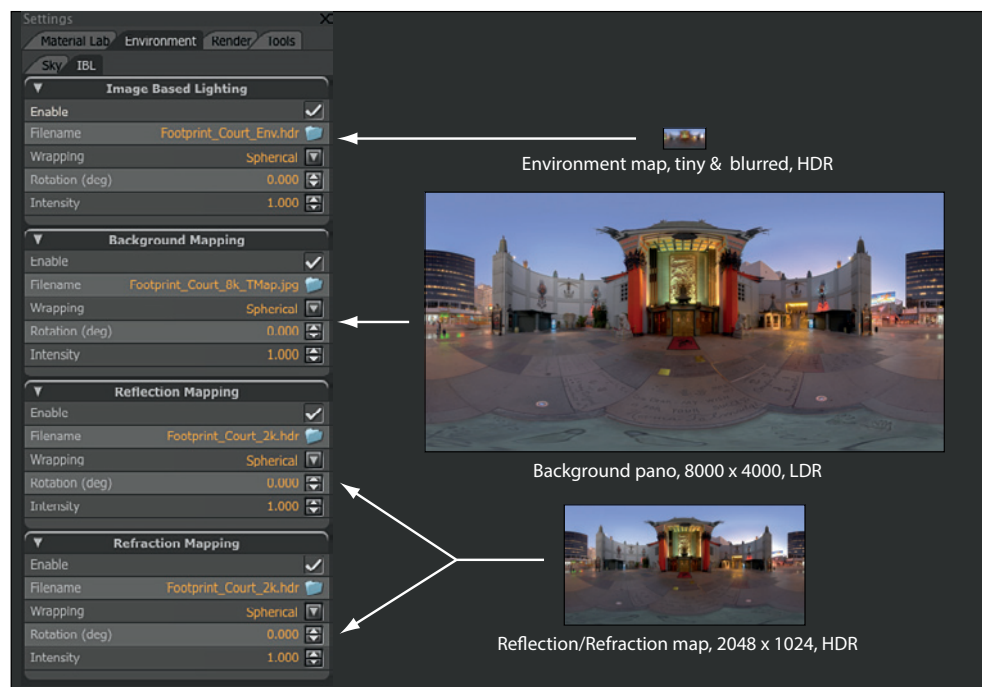 Settings X
Material Lab Environment Render Tools
Sky IBL
Image Based Lighting
Enable
Filename Footprint_Court_Env.hdr
Wrapping Spherical
Rotation (deg) 0.000
Intensity 1.000
Background Mapping
Enable
Filename Footprint_Court_8k_TMap.jpg
Wrapping Spherical
Rotation (deg) 0.000
Intensity 1.000
Reflection Mapping
Enable
Filename Footprint_Court_2k.hdr
Wrapping Spherical
Rotation (deg) 0.000
Intensity 1.000
Refraction Mapping
Enable
Filename Footprint_Court_2k.hdr
Wrapping Spherical
Rotation (deg) 0.000
Intensity 1.000
Environment map, tiny & blurred, HDR
Background pano, 8000 x 4000, LDR
Reflection/Refraction map, 2048 x 1024, HDR